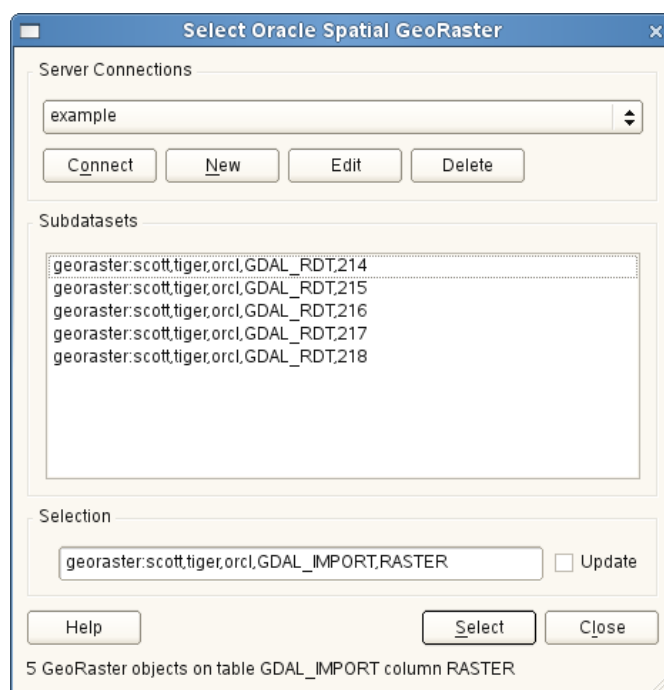 Select Oracle Spatial GeoRaster
Server Connections
example
Connect New Edit Delete
Subdatasets
georaster:scott,tiger,orcl,GDAL_RDT,214
georaster:scott,tiger,orcl,GDAL_RDT,215
georaster:scott,tiger,orcl,GDAL_RDT,216
georaster:scott,tiger,orcl,GDAL_RDT,217
georaster:scott,tiger,orcl,GDAL_RDT,218
Selection
georaster:scott,tiger,orcl,GDAL_IMPORT,RASTER Update
Help Select Close
5 GeoRaster objects on table GDAL_IMPORT column RASTER